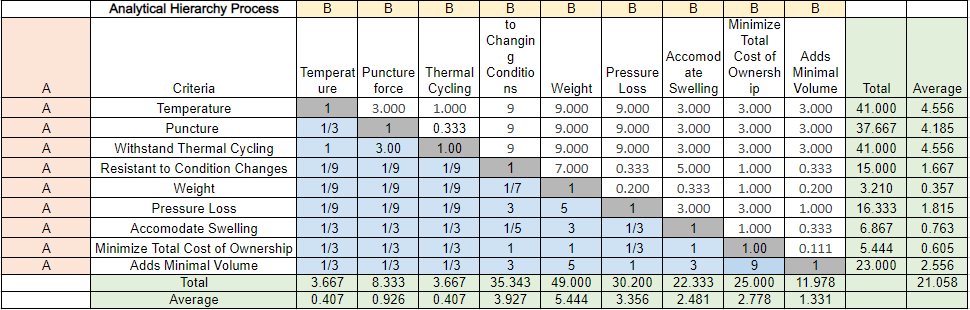 Analytical Hierarchy Process B B B B B B B B B
A Criteria Temperat ure Puncture force Thermal Cycling to Changin g Conditio ns Weight Pressure Loss Accomod ate Swelling Minimize Total Cost of Ownersh ip Adds Minimal Volume Total Average
A Temperature 1 3.000 1.000 9 9.000 9.000 3.000 3.000 3.000 41.000 4.556
A Puncture 1/3 1 0.333 9 9.000 9.000 3.000 3.000 3.000 37.667 4.185
A Withstand Thermal Cycling 1 3.00 1.00 9 9.000 9.000 3.000 3.000 3.000 41.000 4.556
A Resistant to Condition Changes 1/9 1/9 1/9 1 7.000 0.333 5.000 1.000 0.333 15.000 1.667
A Weight 1/9 1/9 1/9 1/7 1 0.200 0.333 1.000 0.200 3.210 0.357
A Pressure Loss 1/9 1/9 1/9 3 5 1 3.000 3.000 1.000 16.333 1.815
A Accomodate Swelling 1/3 1/3 1/3 1/5 3 1/3 1 1.000 0.333 6.867 0.763
A Minimize Total Cost of Ownership 1/3 1/3 1/3 1 1 1/3 1 1.00 0.111 5.444 0.605
A Adds Minimal Volume 1/3 1/3 1/3 3 5 1 3 9 1 23.000 2.556
Total 3.667 8.333 3.667 35.343 49.000 30.200 22.333 25.000 11.978 21.058
Average 0.407 0.926 0.407 3.927 5.444 3.356 2.481 2.778 1.331